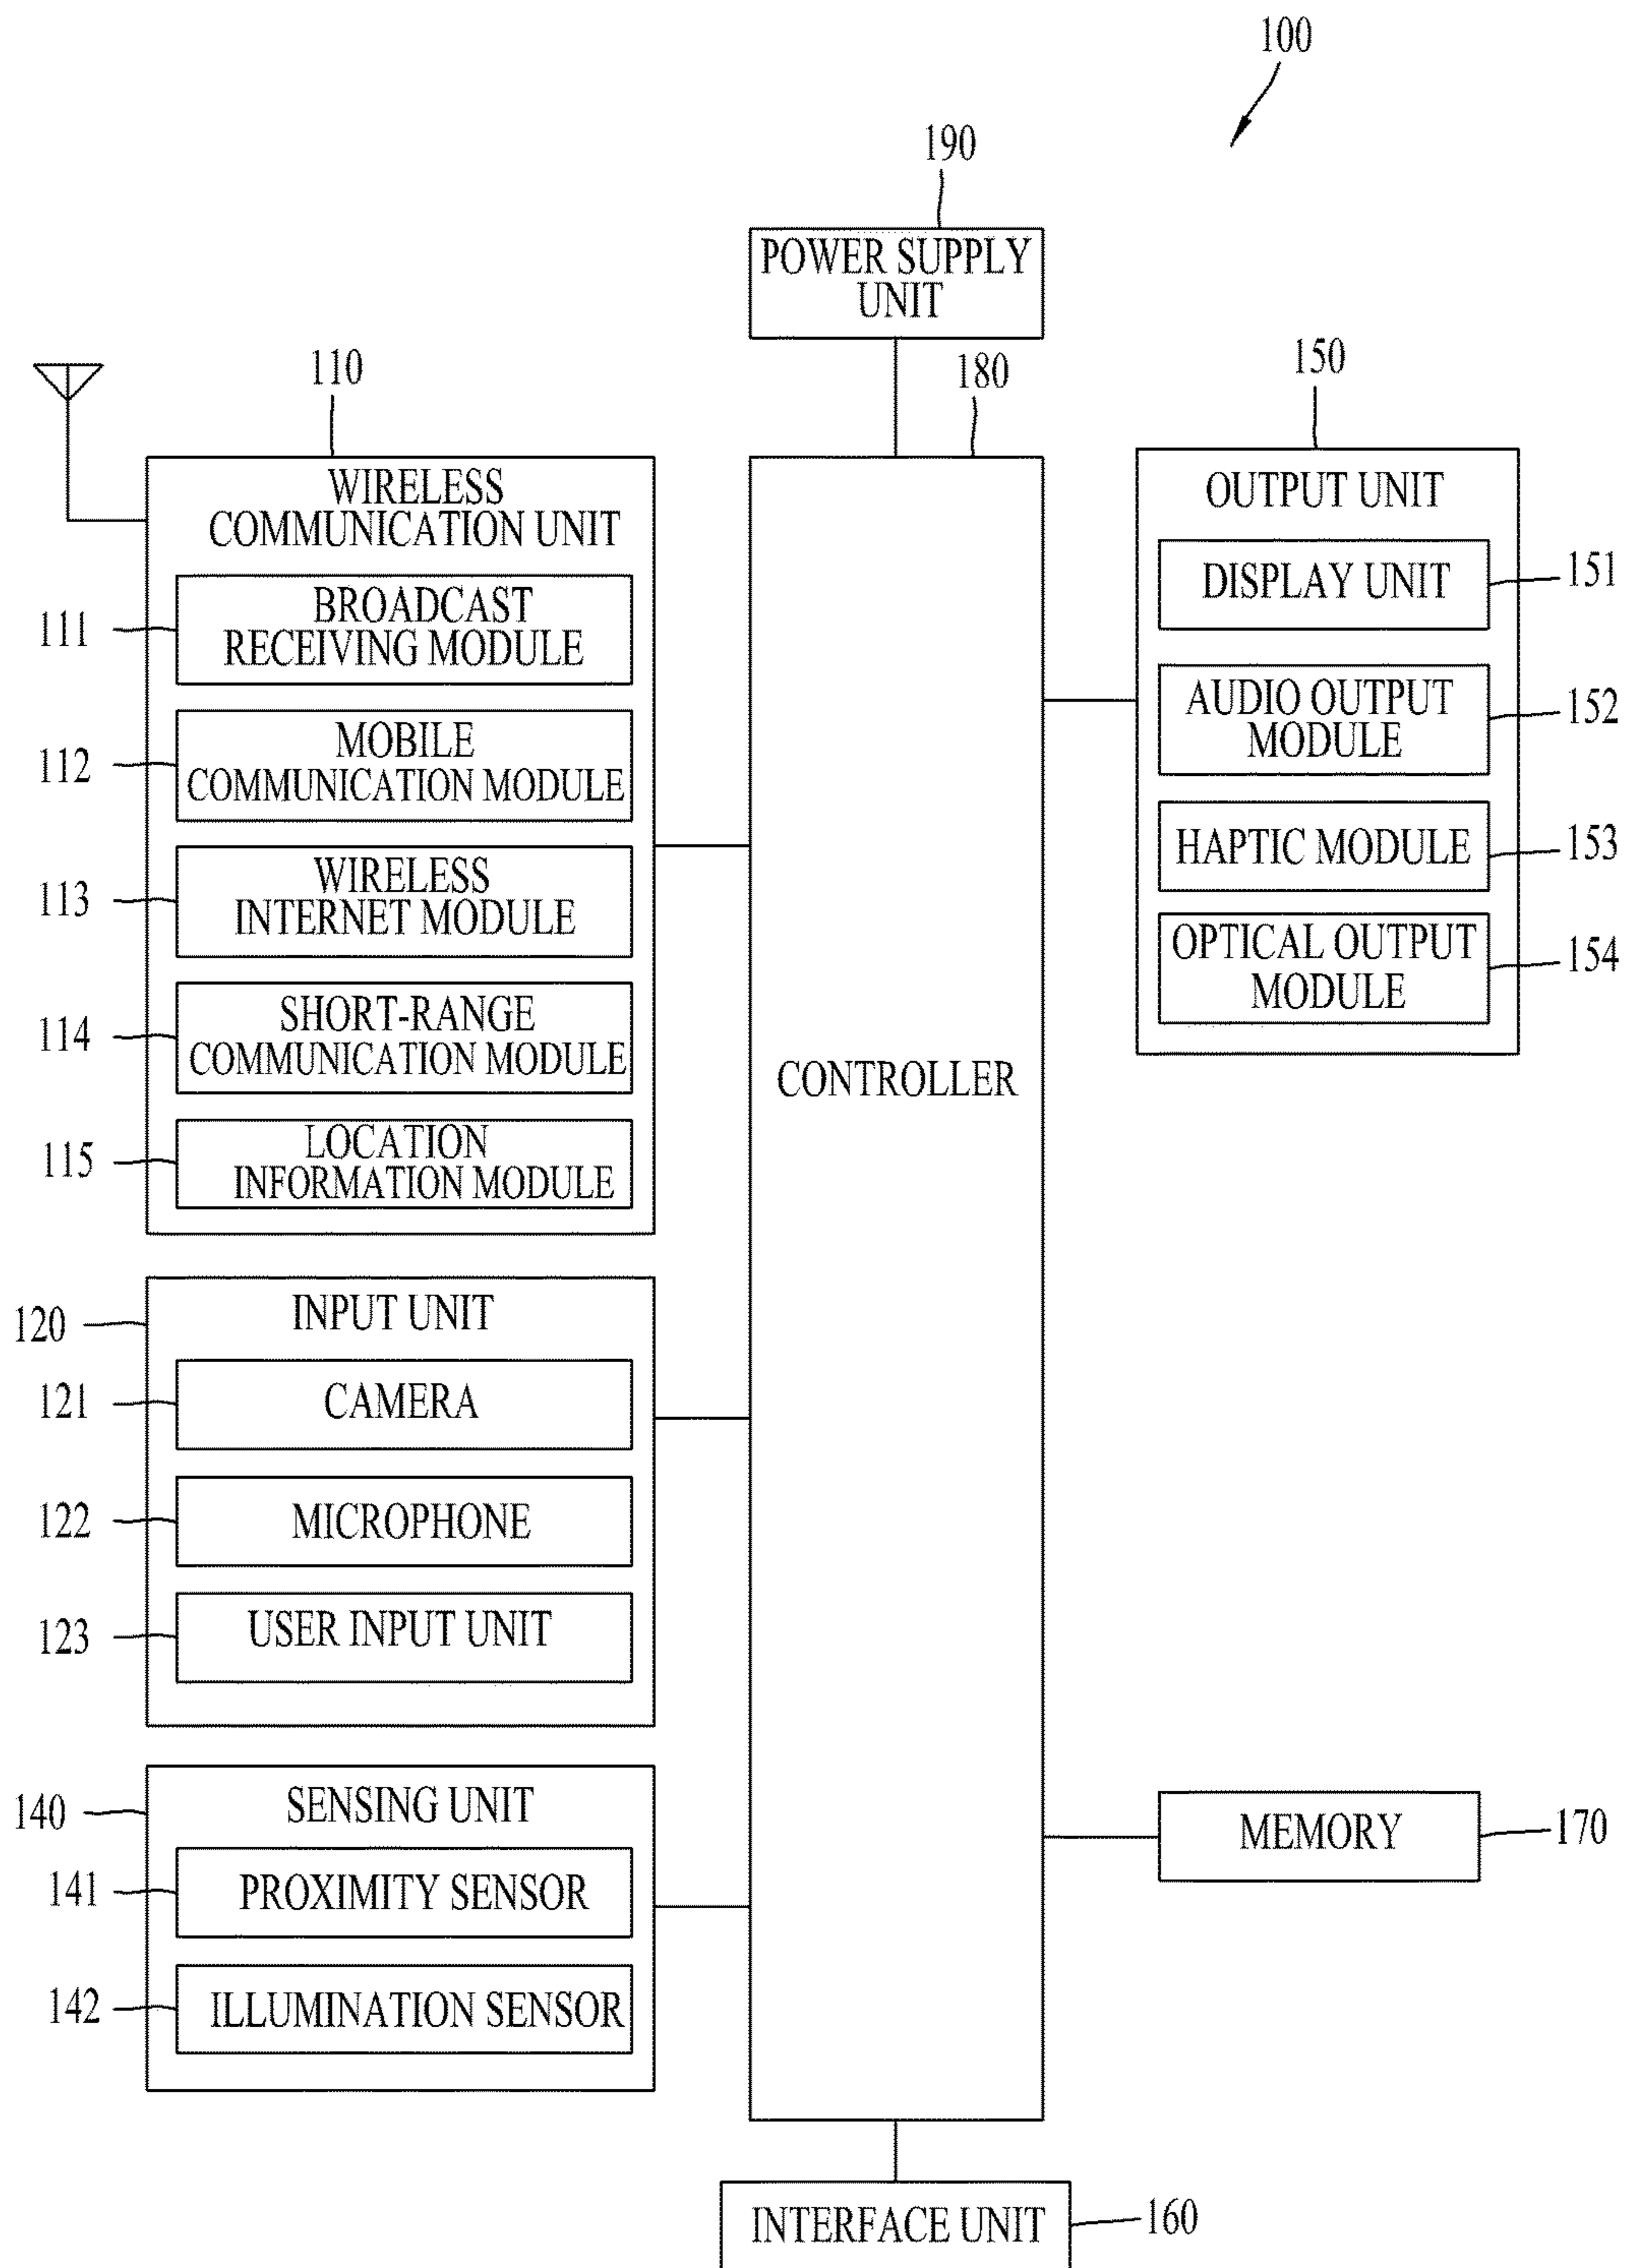 100
190
POWER SUPPLY
UNIT
110
180
150
WIRELESS
COMMUNICATION UNIT
111
BROADCAST
RECEIVING MODULE
112
MOBILE
COMMUNICATION MODULE
113
WIRELESS
INTERNET MODULE
114
SHORT-RANGE
COMMUNICATION MODULE
115
LOCATION
INFORMATION MODULE
120
INPUT UNIT
121
CAMERA
122
MICROPHONE
123
USER INPUT UNIT
140
SENSING UNIT
141
PROXIMITY SENSOR
142
ILLUMINATION SENSOR
CONTROLLER
OUTPUT UNIT
DISPLAY UNIT
151
AUDIO OUTPUT
MODULE
152
HAPTIC MODULE
153
OPTICAL OUTPUT
MODULE
154
MEMORY
170
INTERFACE UNIT
160